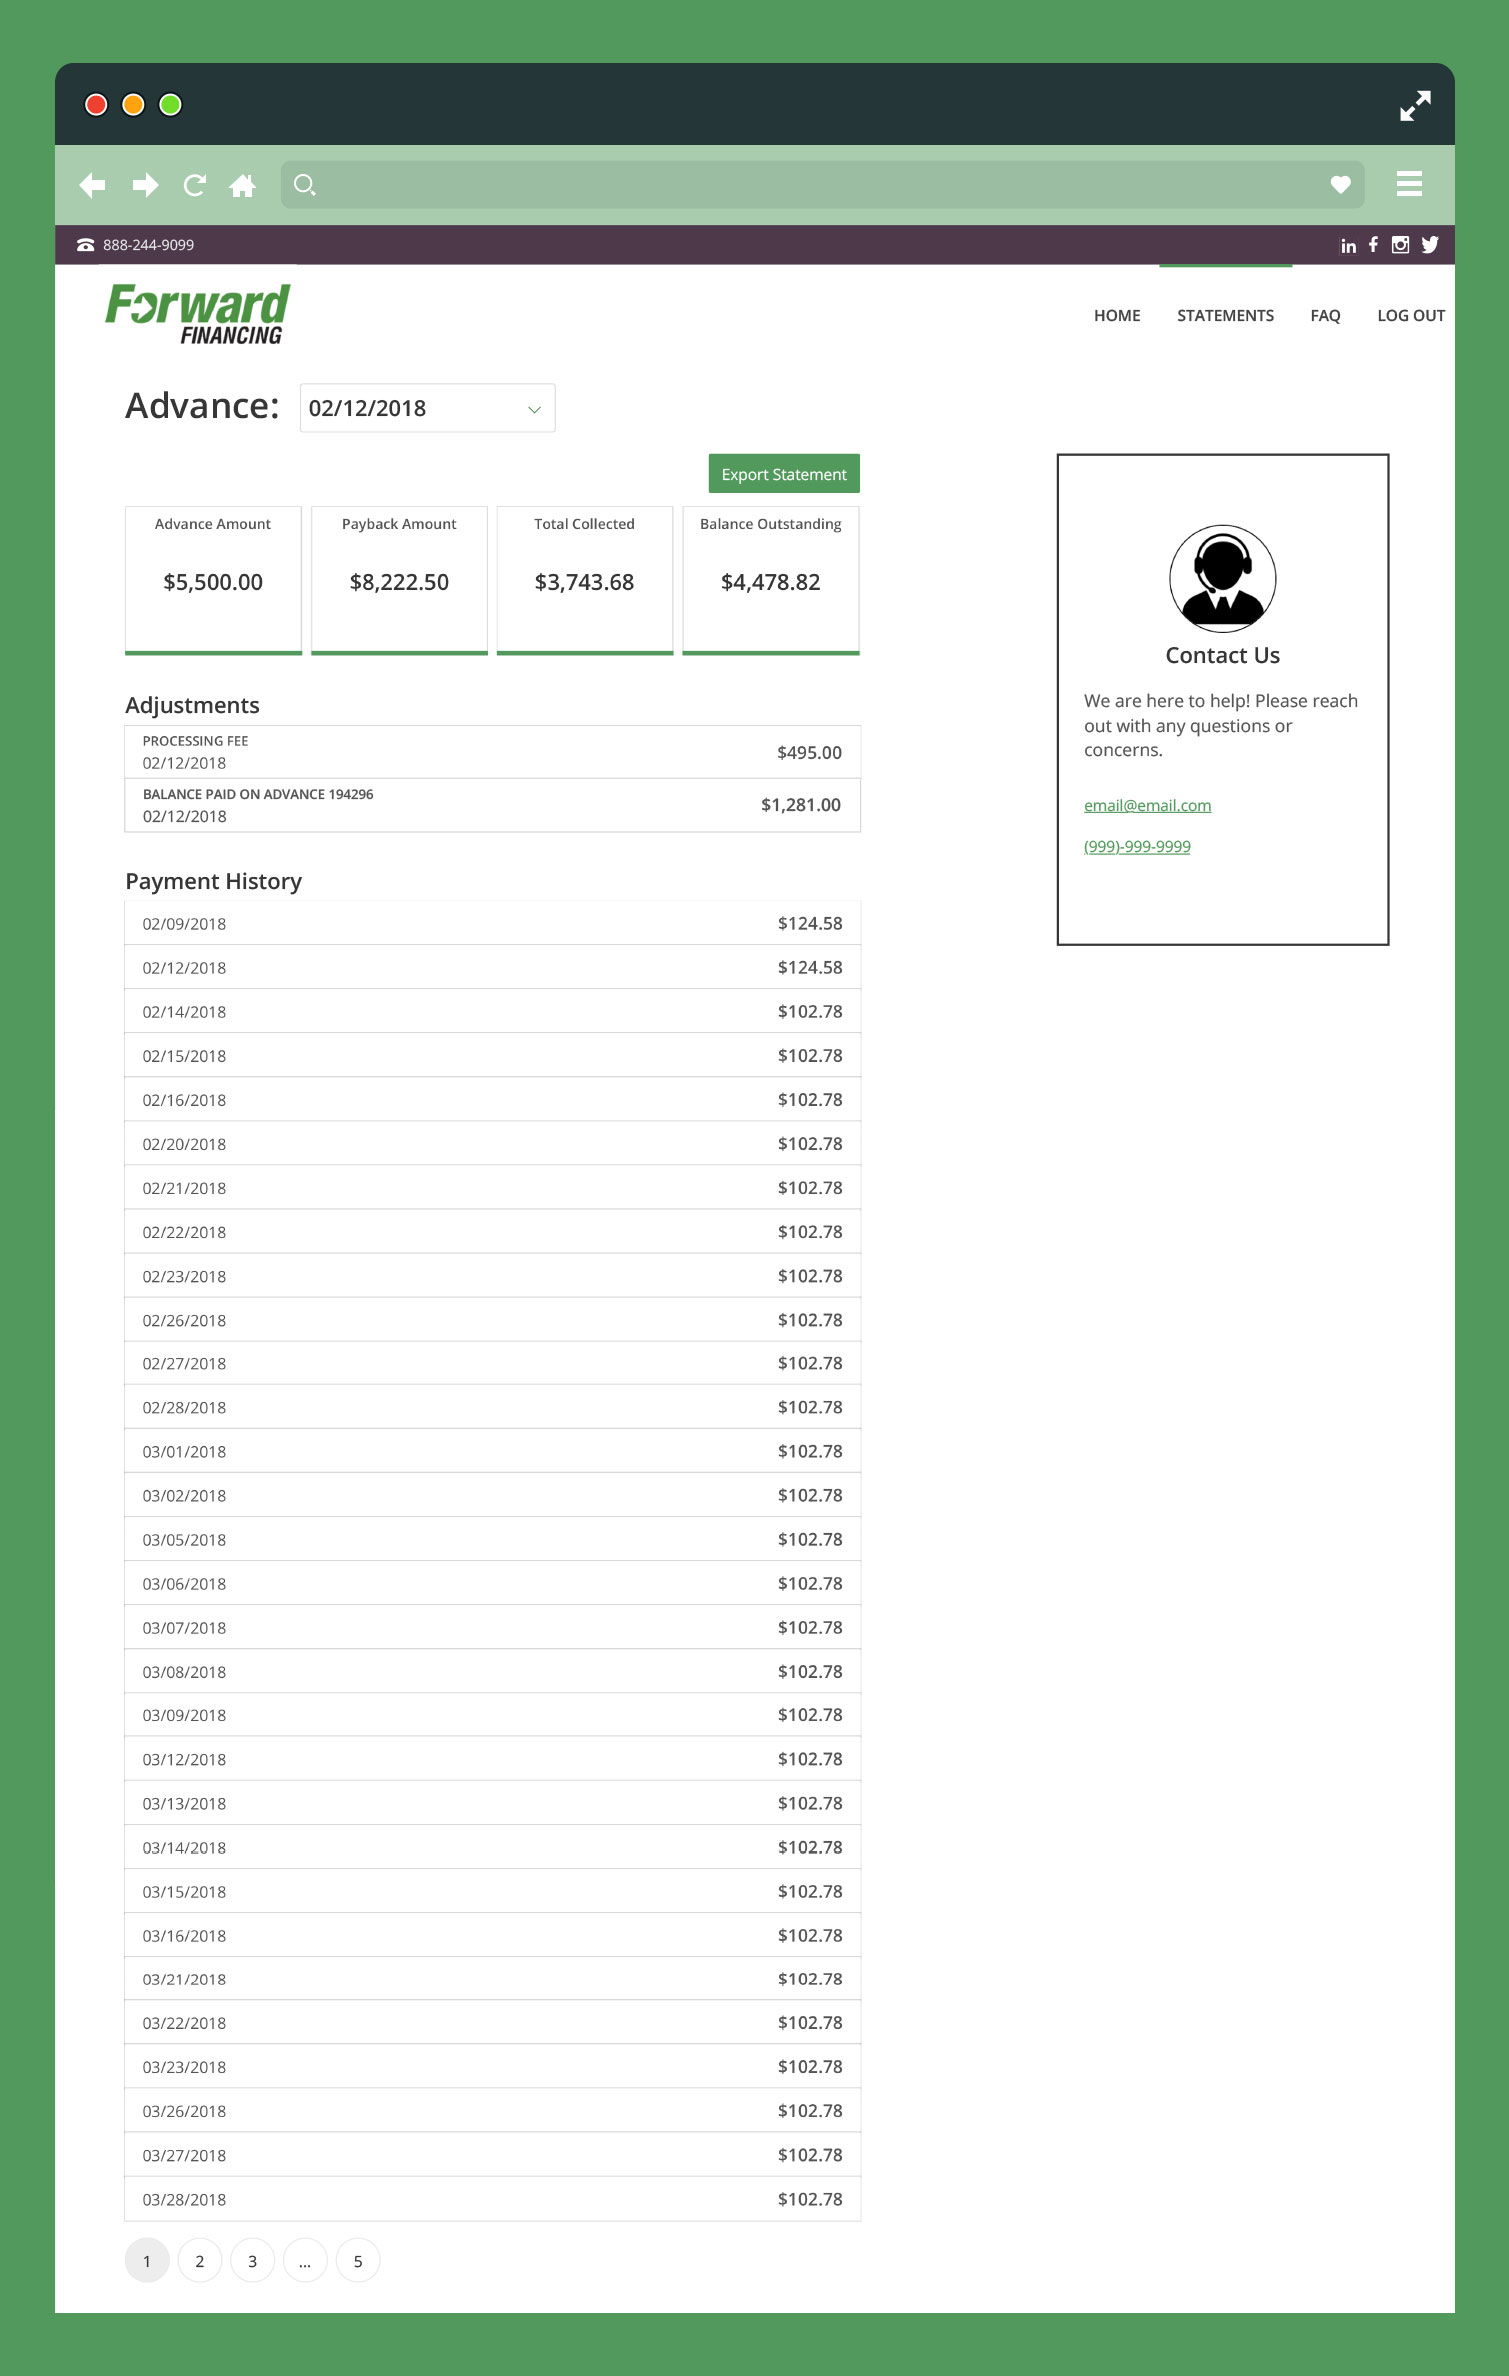 888-244-9099
in f
Forward
FINANCING
HOME STATEMENTS FAQ LOG OUT
Advance: 02/12/2018
Export Statement
Advance Amount Payback Amount Total Collected Balance Outstanding
$5,500.00 $8,222.50 $3,743.68 $4,478.82
Adjustments
PROCESSING FEE
02/12/2018 $495.00
BALANCE PAID ON ADVANCE 194296
02/12/2018 $1,281.00
Payment History
02/09/2018 $124.58
02/12/2018 $124.58
02/14/2018 $102.78
02/15/2018 $102.78
02/16/2018 $102.78
02/20/2018 $102.78
02/21/2018 $102.78
02/22/2018 $102.78
02/23/2018 $102.78
02/26/2018 $102.78
02/27/2018 $102.78
02/28/2018 $102.78
03/01/2018 $102.78
03/02/2018 $102.78
03/05/2018 $102.78
03/06/2018 $102.78
03/07/2018 $102.78
03/08/2018 $102.78
03/09/2018 $102.78
03/12/2018 $102.78
03/13/2018 $102.78
03/14/2018 $102.78
03/15/2018 $102.78
03/16/2018 $102.78
03/21/2018 $102.78
03/22/2018 $102.78
03/23/2018 $102.78
03/26/2018 $102.78
03/27/2018 $102.78
03/28/2018 $102.78
1 2 3 ... 5
Contact Us
We are here to help! Please reach
out with any questions or
concerns.
email@email.com
(999)-999-9999